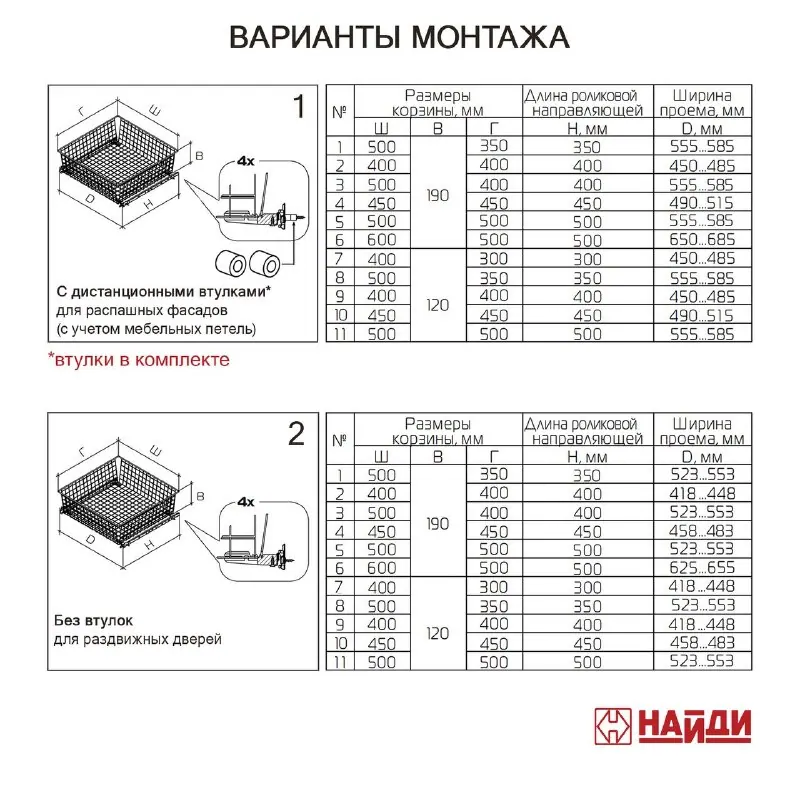 ВАРИАНТЫ МОНТАЖА
1
Г
Ш
В
D
Н
4x
С дистанционными втулками*
для распашных фасадов
(с учетом мебельных петель)
*втулки в комплекте
№ Размеры корзины, мм Длина роликовой направляющей Ширина проема, мм
Ш В Г Н, мм D, мм
1 500 190 350 350 555...585
2 400 400 400 450...485
3 500 400 400 555...585
4 450 450 450 490...515
5 500 500 500 555...585
6 600 500 500 650...685
7 400 120 300 300 450...485
8 500 350 350 555...585
9 400 400 400 450...485
10 450 450 450 490...515
11 500 500 500 555...585
2
Г
Ш
В
D
Н
4x
Без втулок
для раздвижных дверей
№ Размеры корзины, мм Длина роликовой направляющей Ширина проема, мм
Ш В Г Н, мм D, мм
1 500 190 350 350 523...553
2 400 400 400 418...448
3 500 400 400 523...553
4 450 450 450 458...483
5 500 500 500 523...553
6 600 500 500 625...655
7 400 120 300 300 418...448
8 500 350 350 523...553
9 400 400 400 418...448
10 450 450 450 458...483
11 500 500 500 523...553
НАЙДИ